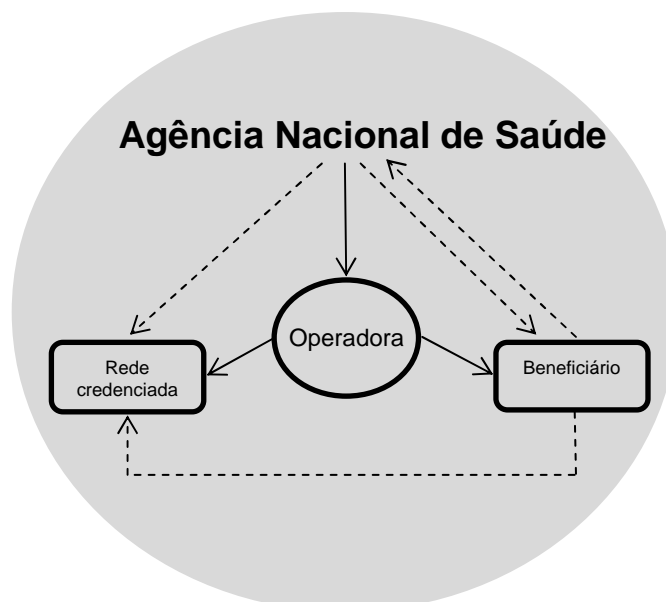 Agência Nacional de Saúde
Operadora
Rede
credenciada
Beneficiário